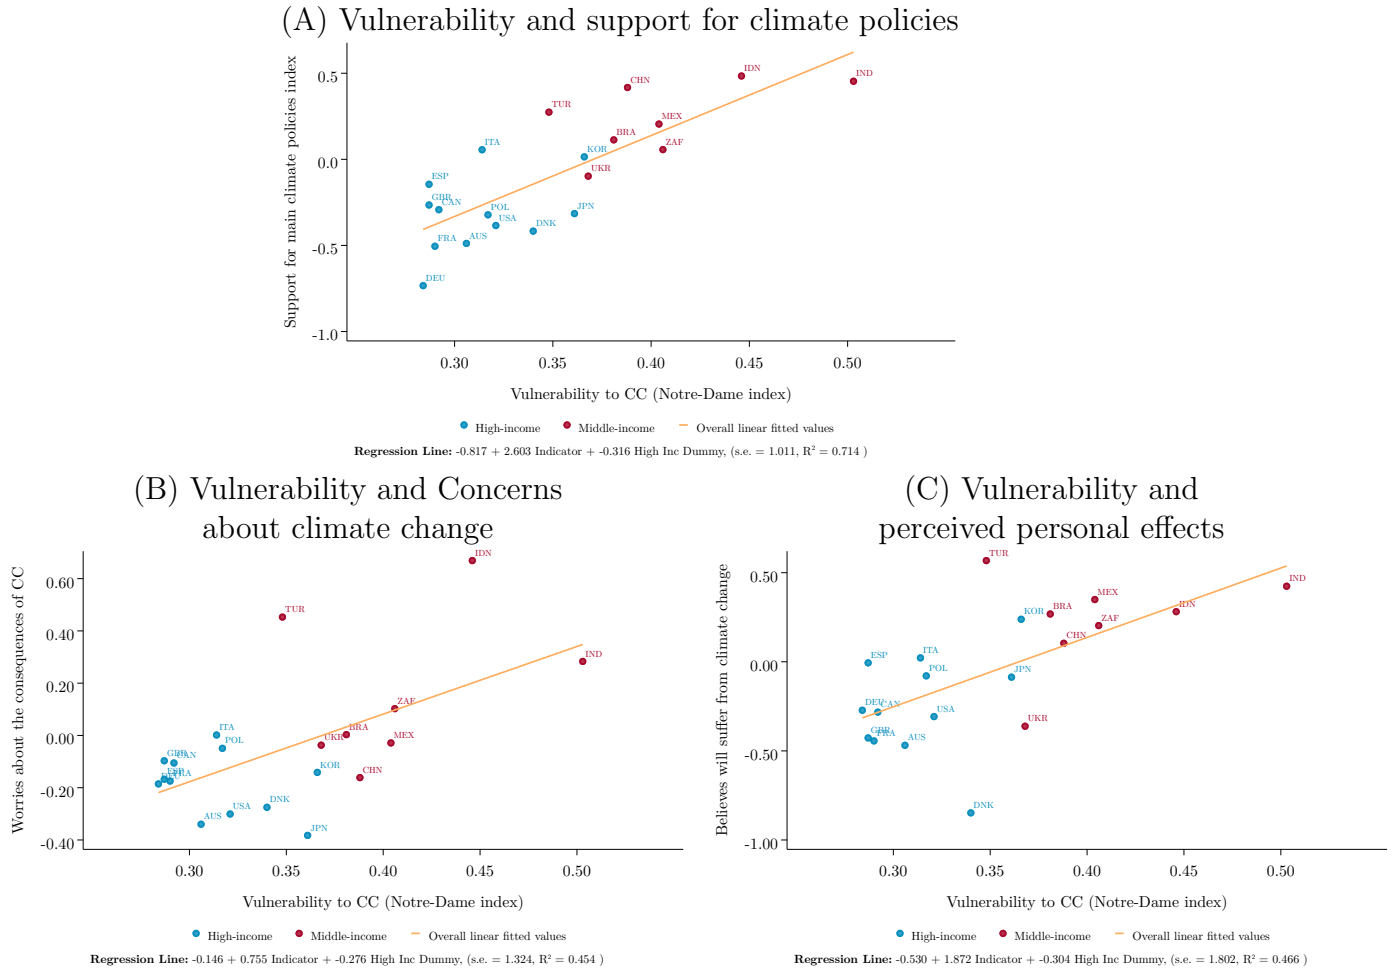 (A) Vulnerability and support for climate policies
Support for main climate policies index
0.5
0.0
-0.5
-1.0
IDN
IND
CHN
TUR
MEX
BRA
ZAF
ITA
KOR
UKR
ESP
GBR
CAN
POL
JPN
USA
DNK
FRA
AUS
DEU
0.30 0.35 0.40 0.45 0.50
Vulnerability to CC (Notre-Dame index)
High-income Middle-income Overall linear fitted values
Regression Line: -0.817 + 2.603 Indicator + -0.316 High Inc Dummy, (s.e. = 1.011, R² = 0.714 )
(B) Vulnerability and Concerns
about climate change
Worries about the consequences of CC
0.60
0.40
0.20
0.00
-0.20
-0.40
IDN
TUR
IND
ZAF
ITA
BRA
POL
UKR
MEX
GBR
CAN
ESP
FRA
DEU
KOR
CHN
DNK
USA
AUS
JPN
0.30 0.35 0.40 0.45 0.50
Vulnerability to CC (Notre-Dame index)
High-income Middle-income Overall linear fitted values
Regression Line: -0.146 + 0.755 Indicator + -0.276 High Inc Dummy, (s.e. = 1.324, R² = 0.454 )
(C) Vulnerability and
perceived personal effects
Believes will suffer from climate change
0.50
0.00
-0.50
-1.00
TUR
IND
MEX
IDN
BRA
KOR
ZAF
CHN
ITA
ESP
POL
JPN
DEU
CAN
USA
UKR
GBR
FRA
AUS
DNK
0.30 0.35 0.40 0.45 0.50
Vulnerability to CC (Notre-Dame index)
High-income Middle-income Overall linear fitted values
Regression Line: -0.530 + 1.872 Indicator + -0.304 High Inc Dummy, (s.e. = 1.802, R² = 0.466 )